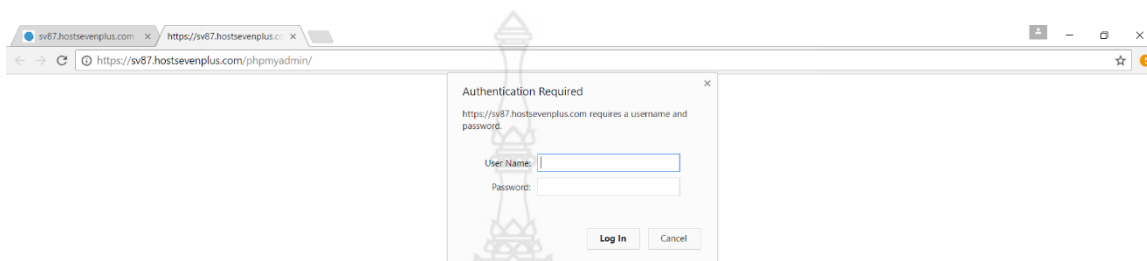 sv87.hostsevenplus.com
https://sv87.hostsevenplus.co
https://sv87.hostsevenplus.com/phpmyadmin/
Authentication Required
https://sv87.hostsevenplus.com requires a username and
password.
User Name:
Password:
Log In
Cancel